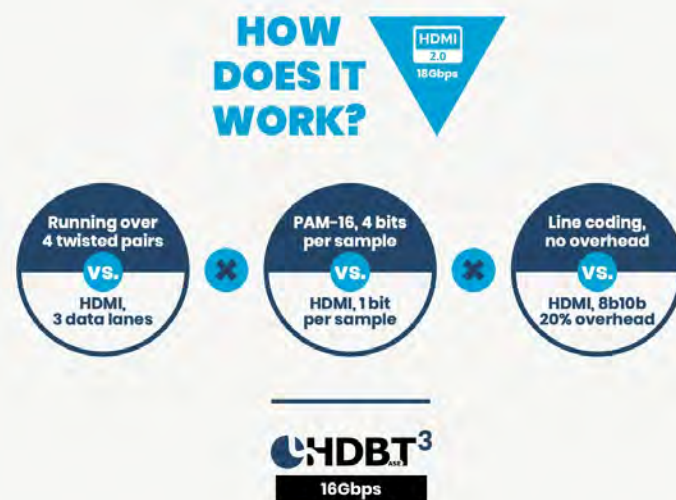 HOW
DOES IT
WORK?
HDMI
2.0
18Gbps
Running over
4 twisted pairs
vs.
HDMI,
3 data lanes
PAM-16, 4 bits
per sample
vs.
HDMI, 1 bit
per sample
Line coding,
no overhead
vs.
HDMI, 8b10b
20% overhead
HDBT3
ASE
16Gbps